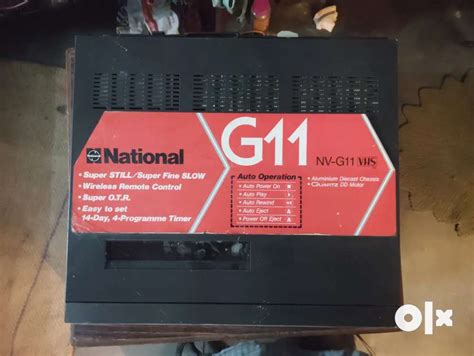 National
• Super STILL/Super Fine SLOW
• Wireless Remote Control
• Super O.T.R.
• Easy to set
14-Day, 4-Programme Timer
G11
NV-G11 VHS
Auto Operation
• Auto Power On
• Auto Play
• Auto Rewind
• Auto Eject
• Power Off Eject
• Aluminium Diecast Chassis
• Quartz DD Motor
olx